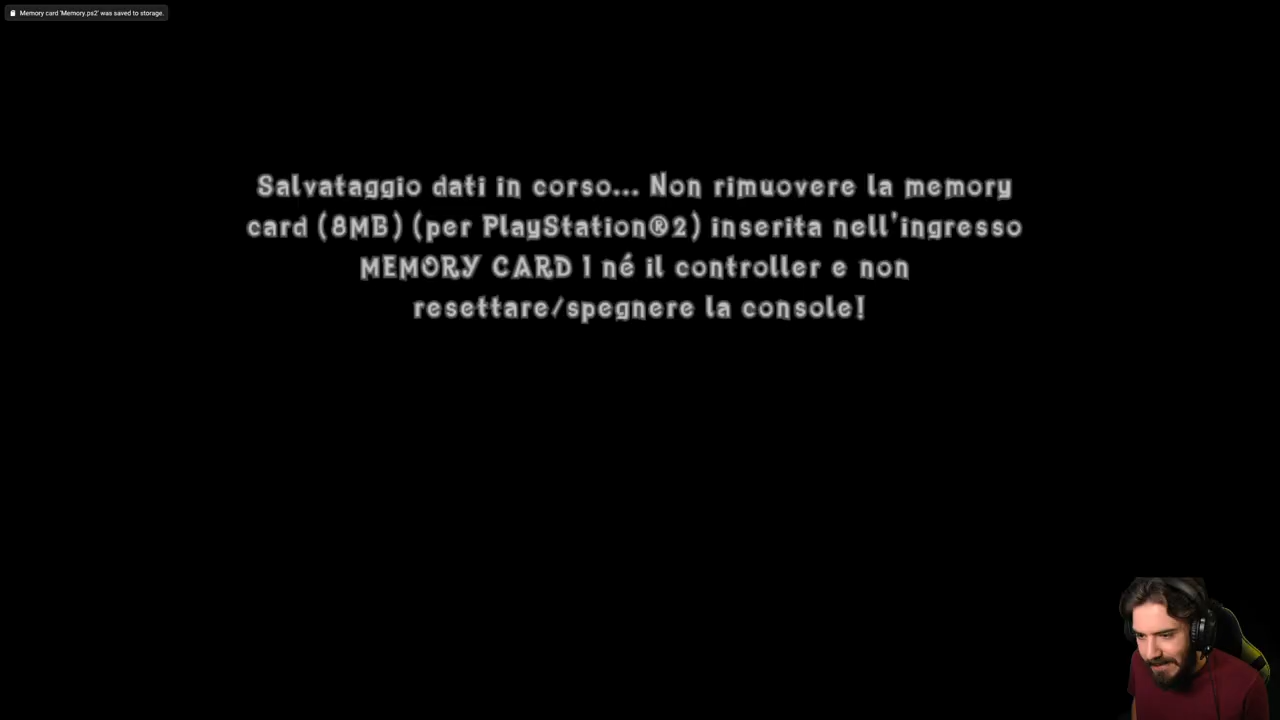 Memory card 'Memory.ps2' was saved to storage.
Salvataggio dati in corso... Non rimuovere la memory
card (8MB) (per PlayStation®2) inserita nell'ingresso
MEMORY CARD 1 né il controller e non
resettare/spegnere la console!